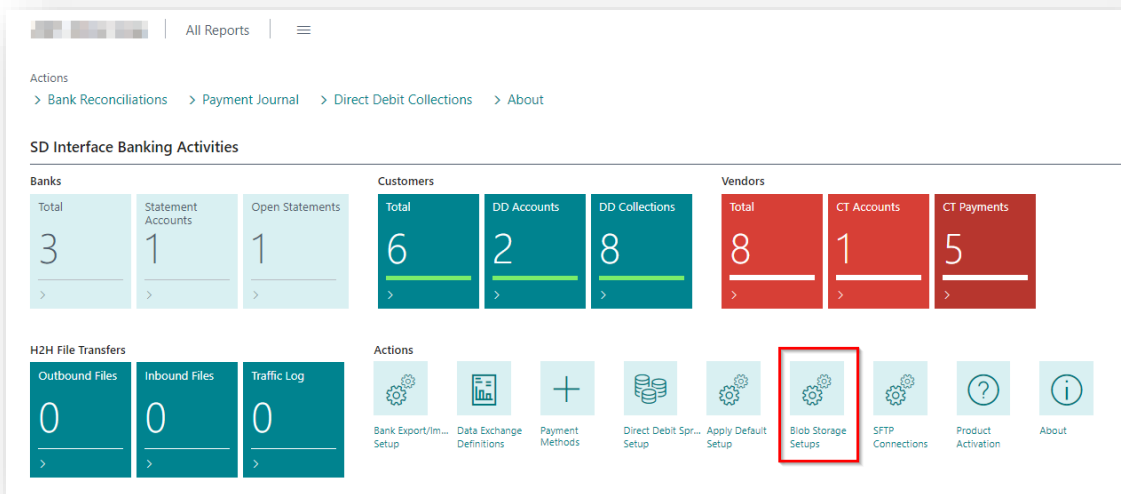 All Reports
Actions
> Bank Reconciliations > Payment Journal > Direct Debit Collections > About
SD Interface Banking Activities
Banks
Customers
Vendors
Total
Statement
Accounts
Open Statements
Total
DD Accounts
DD Collections
Total
CT Accounts
CT Payments
3
1
1
6
2
8
8
1
5
H2H File Transfers
Actions
Outbound Files
Inbound Files
Traffic Log
0
0
0
Bank Export/Im...
Setup
Data Exchange
Definitions
Payment
Methods
Direct Debit Spr...
Setup
Apply Default
Setup
Blob Storage
Setups
SFTP
Connections
Product
Activation
About